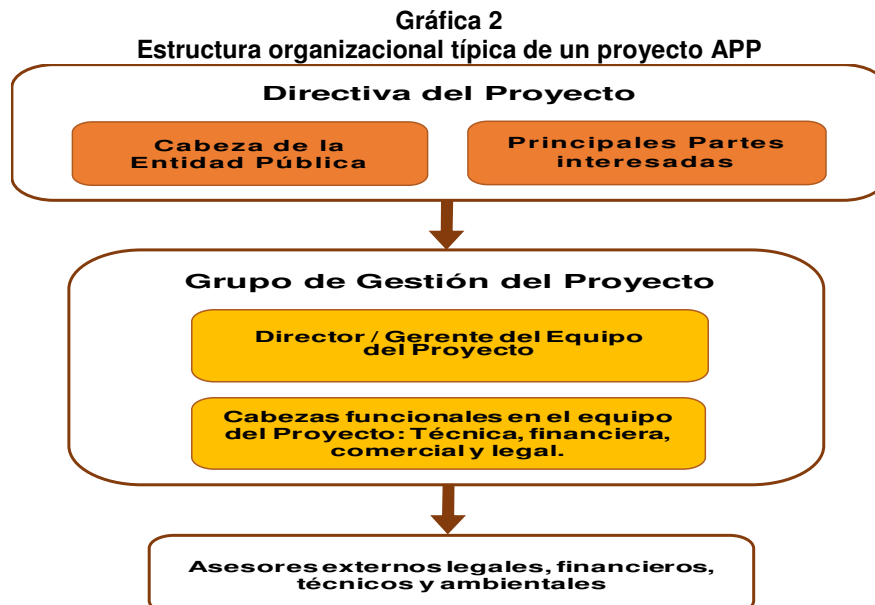 Gráfica 2
Estructura organizacional típica de un proyecto APP
Directiva del Proyecto
Cabeza de la
Entidad Pública
Principales Partes
interesadas
Grupo de Gestión del Proyecto
Director / Gerente del Equipo
del Proyecto
Cabezas funcionales en el equipo
del Proyecto: Técnica, financiera,
comercial y legal.
Asesores externos legales, financieros,
técnicos y ambientales